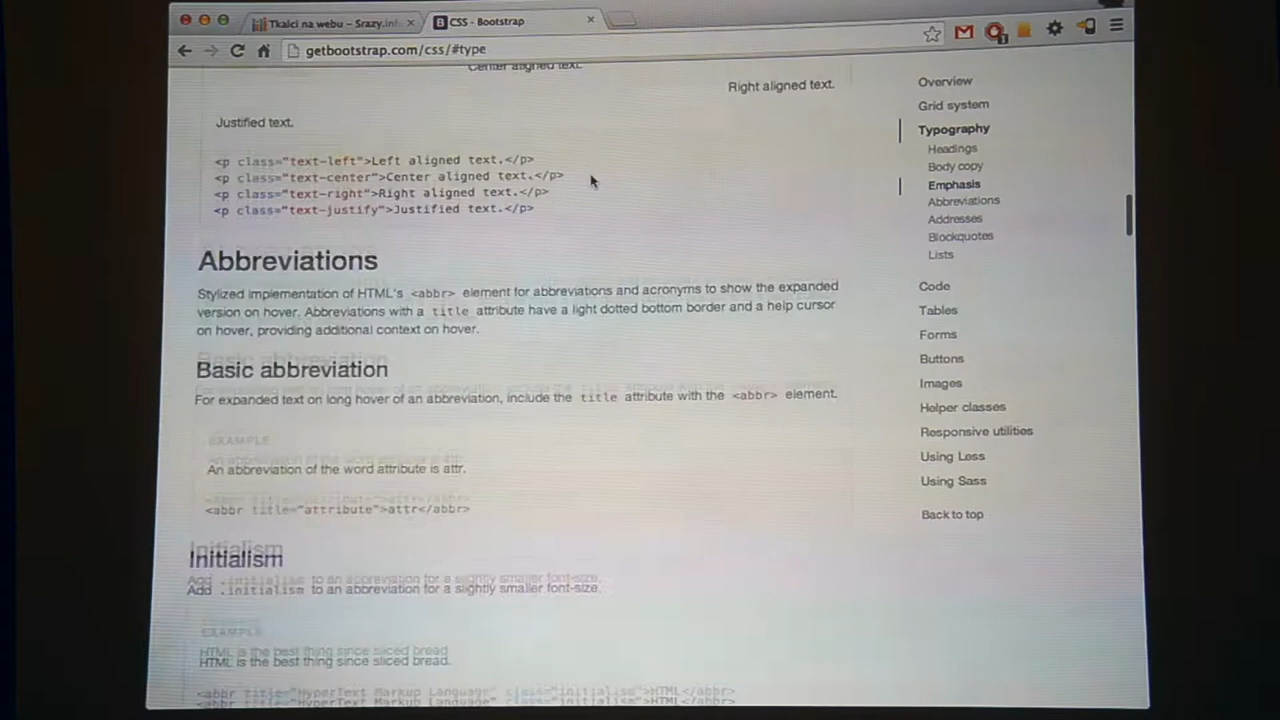 Tkalci na webu – Srazy.inf
CSS - Bootstrap
getbootstrap.com/css/#type
Center aligned text.
Right aligned text.
Justified text.
<p class="text-left">Left aligned text.</p>
<p class="text-center">Center aligned text.</p>
<p class="text-right">Right aligned text.</p>
<p class="text-justify">Justified text.</p>
Abbreviations
Stylized implementation of HTML's <abbr> element for abbreviations and acronyms to show the expanded
version on hover. Abbreviations with a title attribute have a light dotted bottom border and a help cursor
on hover, providing additional context on hover.
Basic abbreviation
For expanded text on long hover of an abbreviation, include the title attribute with the <abbr> element.
EXAMPLE
An abbreviation of the word attribute is attr.
<abbr title="attribute">attr</abbr>
Initialism
Add .initialism to an abbreviation for a slightly smaller font-size.
EXAMPLE
HTML is the best thing since sliced bread.
<abbr title="HyperText Markup Language" class="initialism">HTML</abbr>
Overview
Grid system
Typography
Headings
Body copy
Emphasis
Abbreviations
Addresses
Blockquotes
Lists
Code
Tables
Forms
Buttons
Images
Helper classes
Responsive utilities
Using Less
Using Sass
Back to top